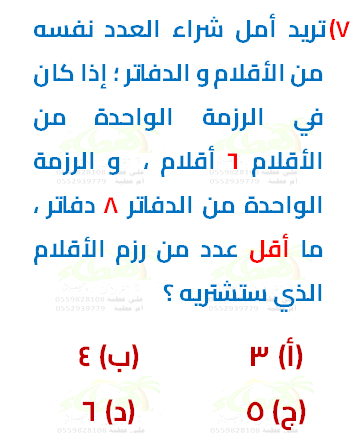 ٧) تريد أمل شراء العدد نفسه
من الأقلام و الدفاتر ؛ إذا كان
في الرزمة الواحدة من
الأقلام ٦ أقلام ، و الرزمة
الواحدة من الدفاتر ٨ دفاتر ،
ما أقل عدد من رزم الأقلام
الذي ستشتريه ؟
(أ) ٣ (ب) ٤
(ج) ٥ (د) ٦